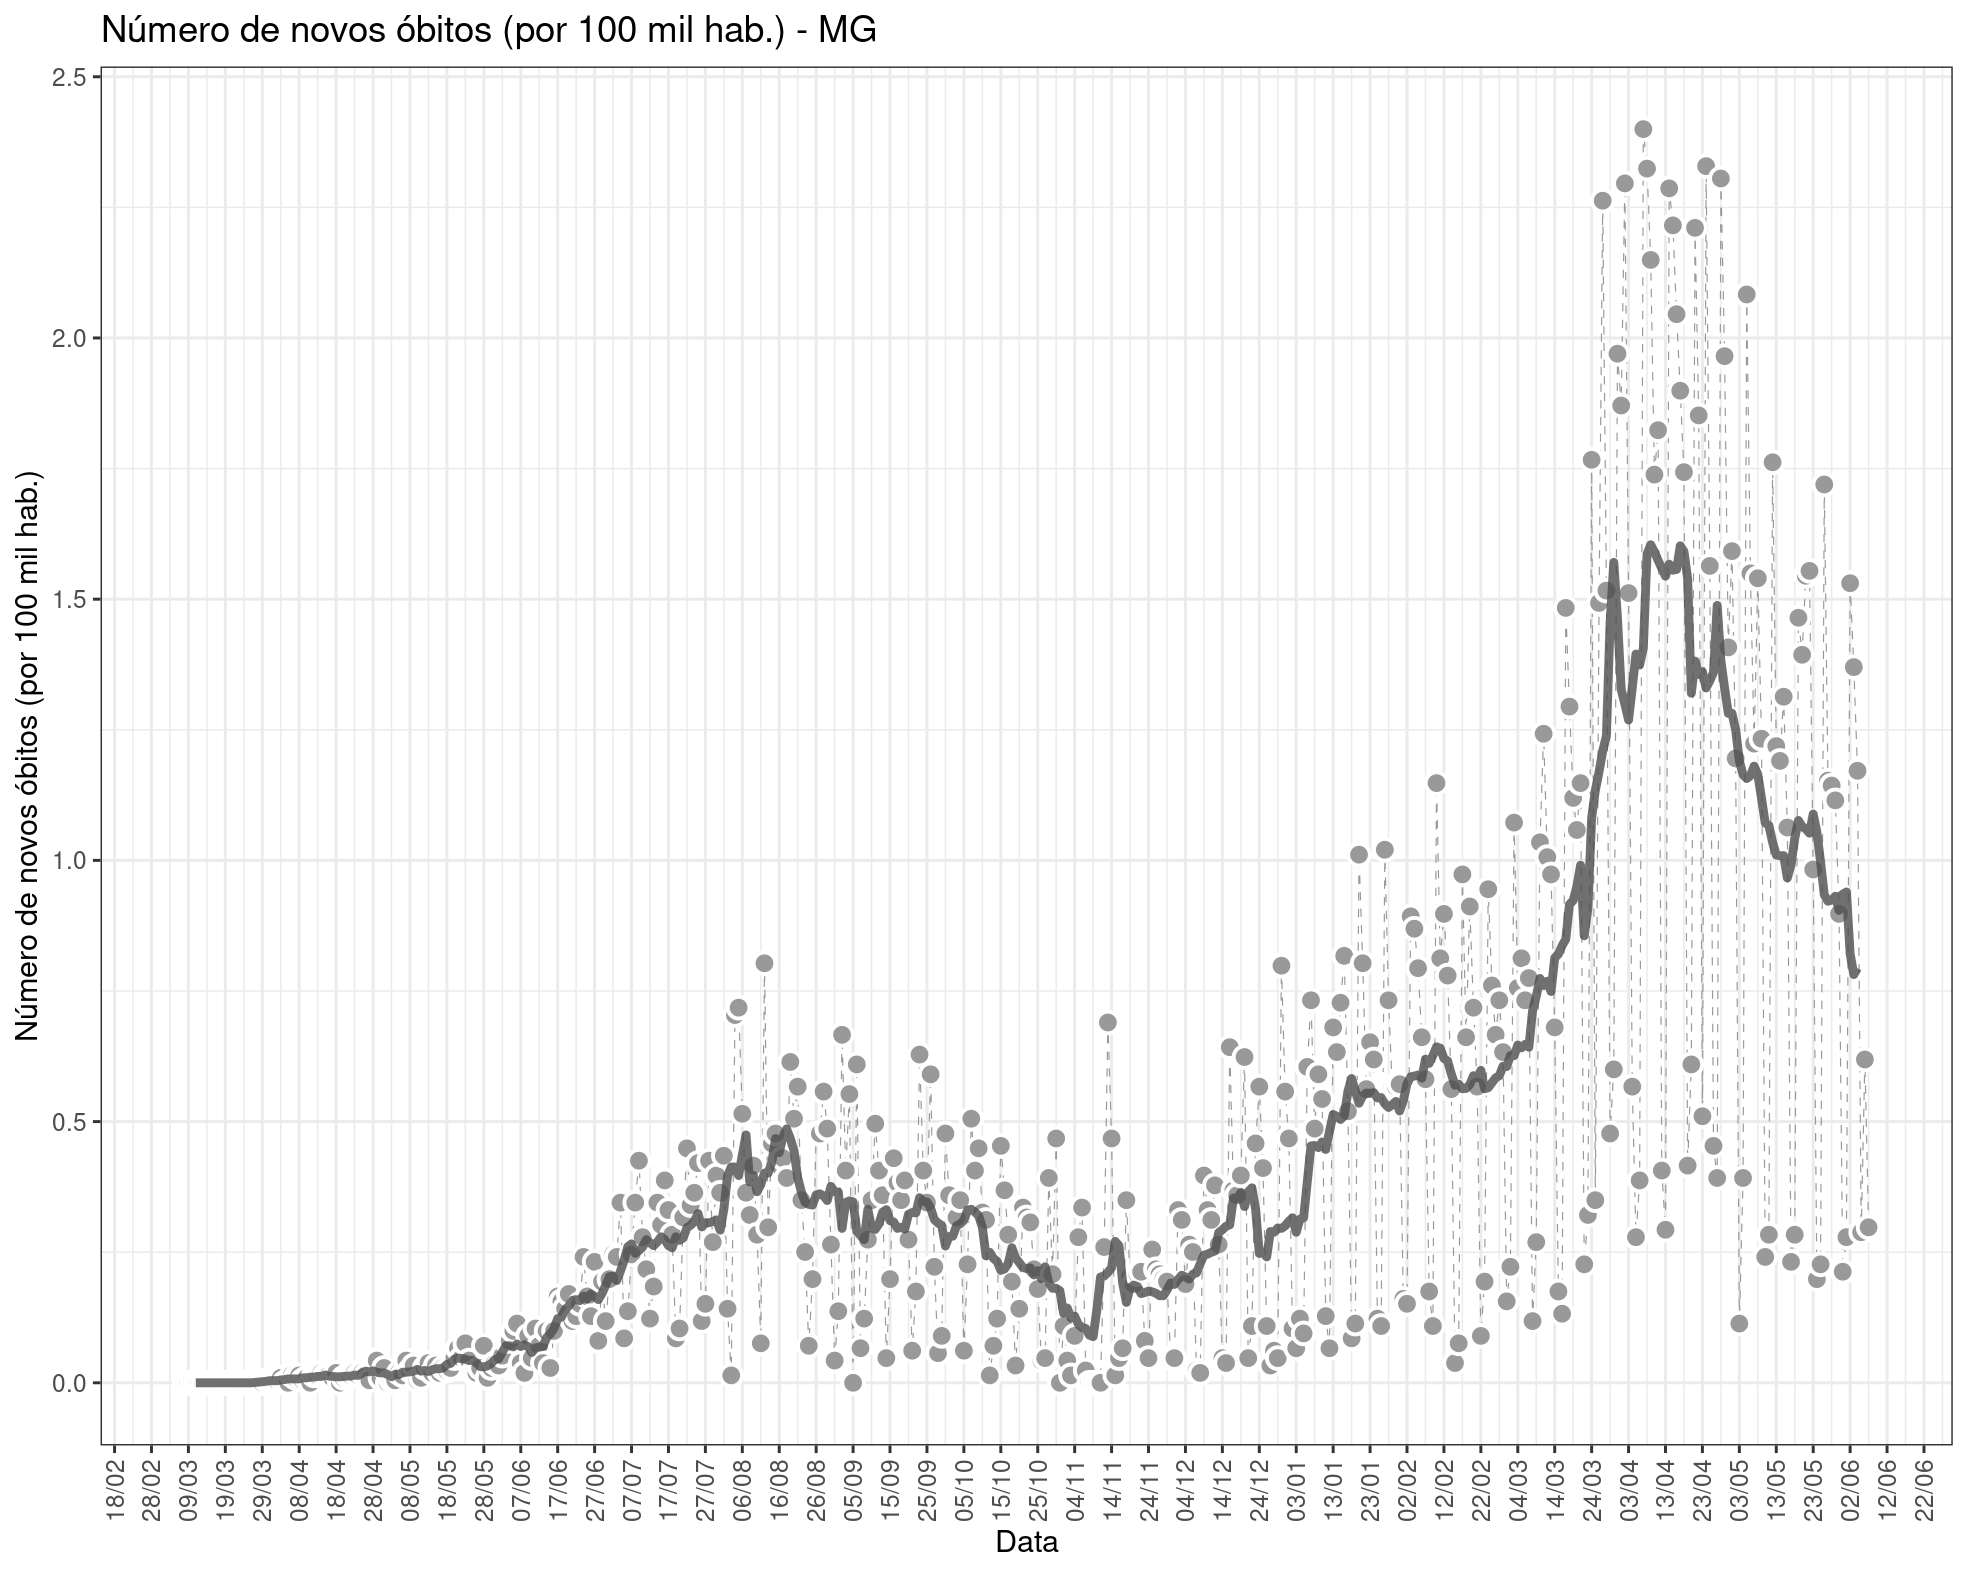 Número de novos óbitos (por 100 mil hab.) - MG
Número de novos óbitos (por 100 mil hab.)
2.5
2.0
1.5
1.0
0.5
0.0
18/02 28/02 09/03 19/03 29/03 08/04 18/04 28/04 08/05 18/05 28/05 07/06 17/06 27/06 07/07 17/07 27/07 06/08 16/08 26/08 05/09 15/09 25/09 05/10 15/10 25/10 04/11 14/11 24/11 04/12 14/12 24/12 03/01 13/01 23/01 02/02 12/02 22/02 04/03 14/03 24/03 03/04 13/04 23/04 03/05 13/05 23/05 02/06 12/06 22/06
Data